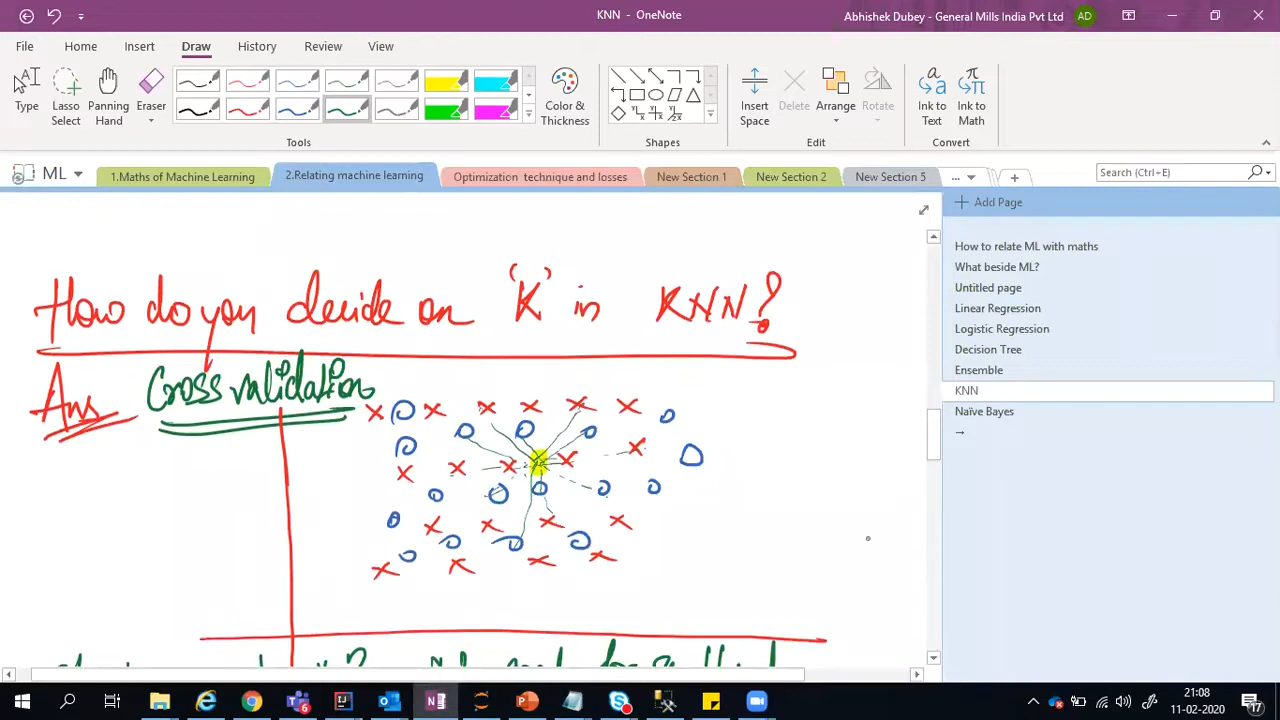 KNN - OneNote
Abhishek Dubey - General Mills India Pvt Ltd AD
File Home Insert Draw History Review View
Type
Lasso Select
Panning Hand
Eraser
Color & Thickness
Insert Space
Delete
Arrange
Rotate
Ink to Text
Ink to Math
Tools
Shapes
Edit
Convert
ML
1.Maths of Machine Learning
2.Relating machine learning
Optimization technique and losses
New Section 1
New Section 2
New Section 5
...
Search (Ctrl+E)
Add Page
How to relate ML with maths
What beside ML?
Untitled page
Linear Regression
Logistic Regression
Decision Tree
Ensemble
KNN
Naïve Bayes
→
How do you decide on 'K' in KNN?
Ans Cross validation
21:08
11-02-2020
17